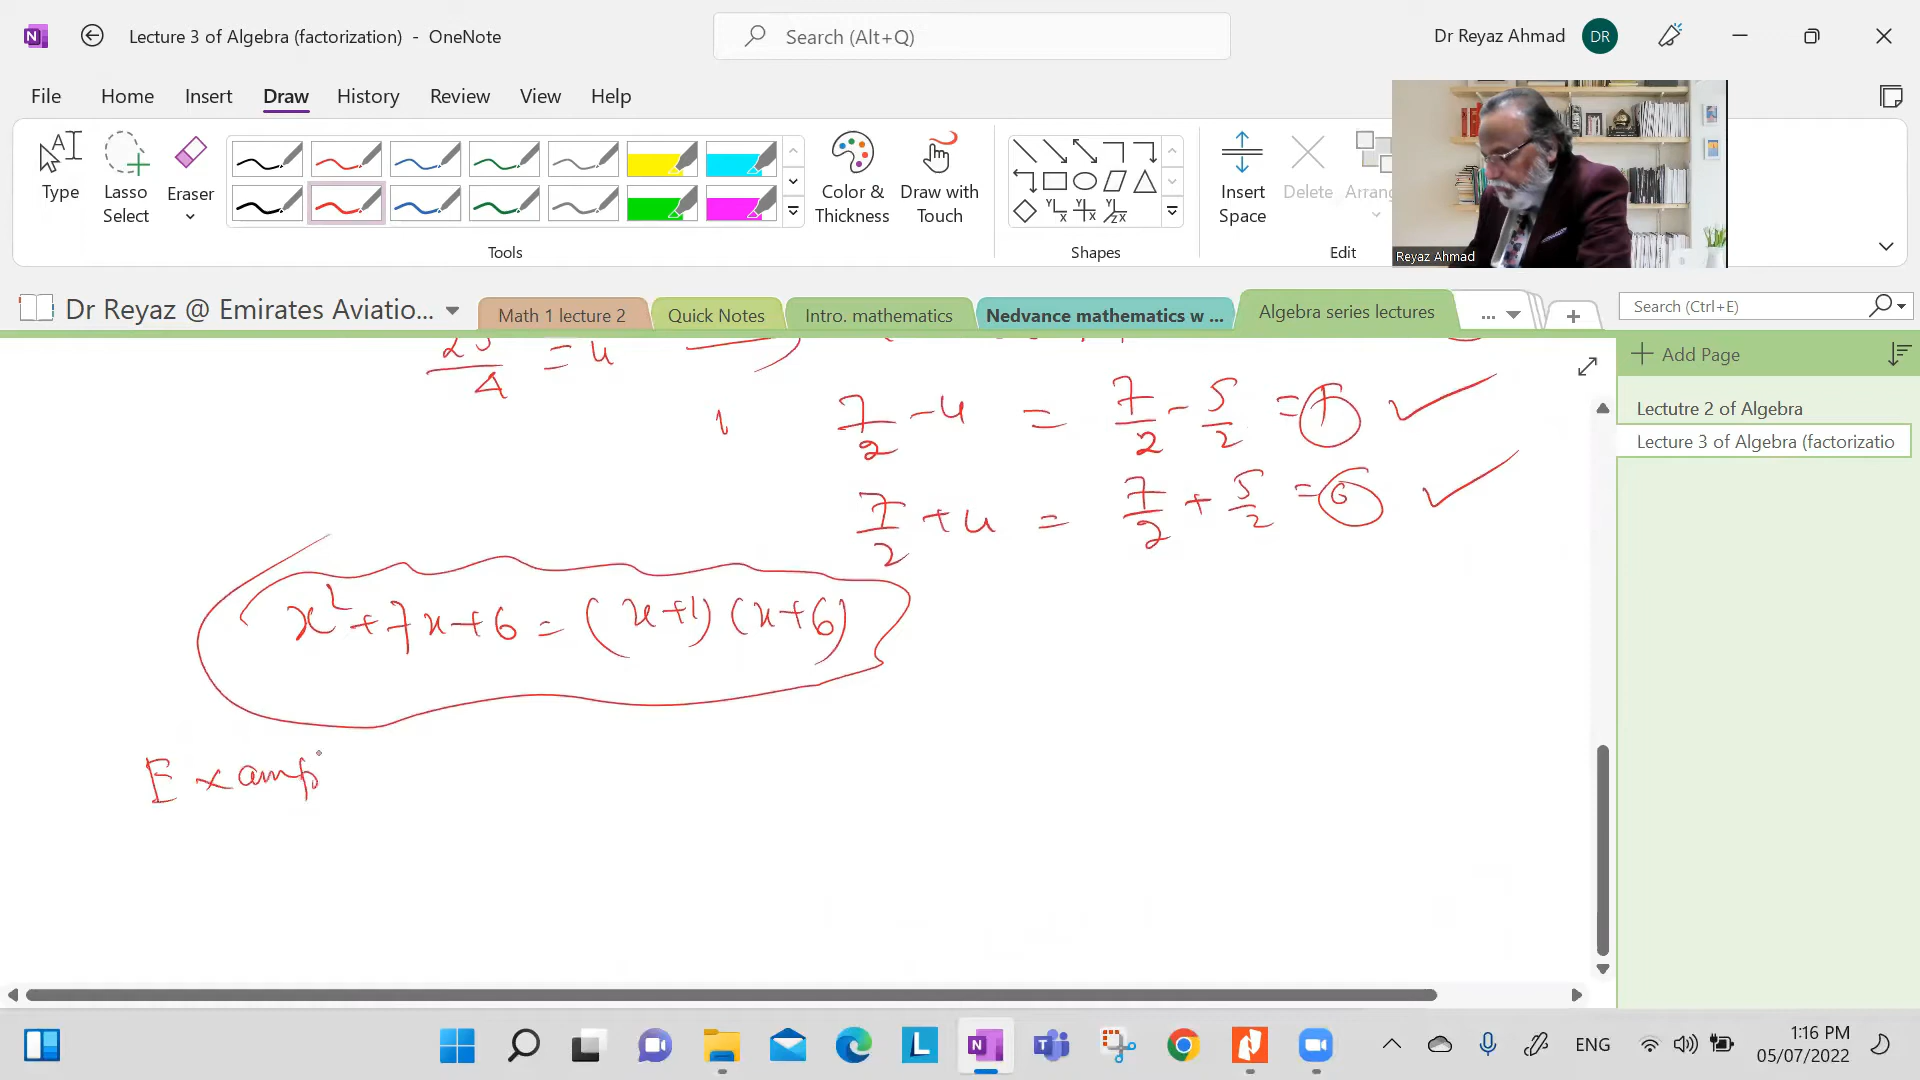 Lecture 3 of Algebra (factorization) - OneNote
Search (Alt+Q)
Dr Reyaz Ahmad
DR
File Home Insert Draw History Review View Help
Type
Lasso Select
Eraser
Color & Thickness
Draw with Touch
Insert Space
Delete
Arrang
Tools
Shapes
Edit
Reyaz Ahmad
Dr Reyaz @ Emirates Aviatio...
Math 1 lecture 2
Quick Notes
Intro. mathematics
Nedvance mathematics w ...
Algebra series lectures
...
Search (Ctrl+E)
Add Page
Lectutre 2 of Algebra
Lecture 3 of Algebra (factorizatio
25/4 = u
7/2 - u = 7/2 - 5/2 = 1
7/2 + u = 7/2 + 5/2 = 6
x² + 7x + 6 = (x+1) (x+6)
Examp
ENG
1:16 PM
05/07/2022